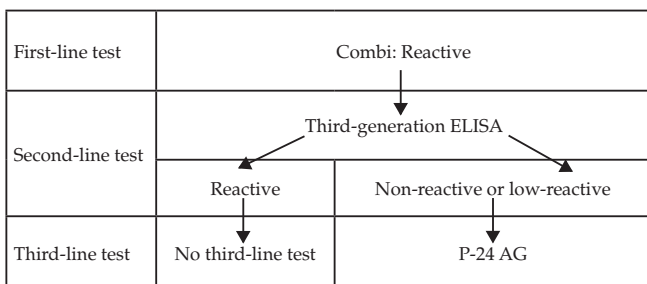 First-line test
Combi: Reactive
Third-generation ELISA
Second-line test
Reactive
Non-reactive or low-reactive
Third-line test
No third-line test
P-24 AG